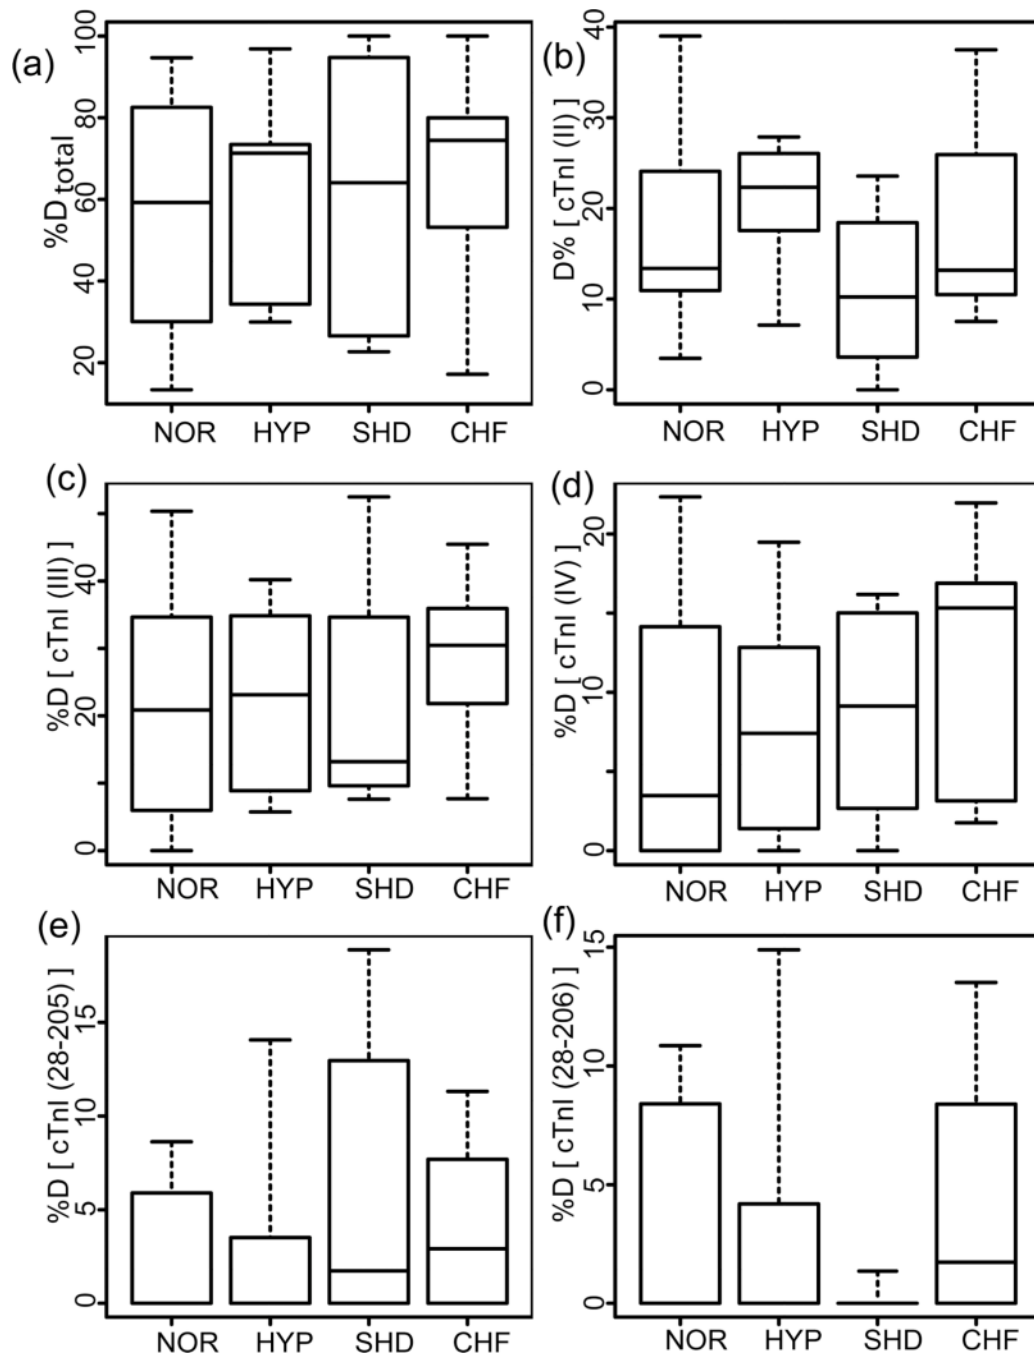 (a)
%Dtotal
100
80
60
40
20
NOR HYP SHD CHF
(b)
D% [ cTnI (II) ]
40
30
20
10
0
NOR HYP SHD CHF
(c)
%D [ cTnI (III) ]
40
20
0
NOR HYP SHD CHF
(d)
%D [ cTnI (IV) ]
20
10
0
NOR HYP SHD CHF
(e)
%D [ cTnI (28-205) ]
15
10
5
0
NOR HYP SHD CHF
(f)
%D [ cTnI (28-206) ]
15
10
5
0
NOR HYP SHD CHF